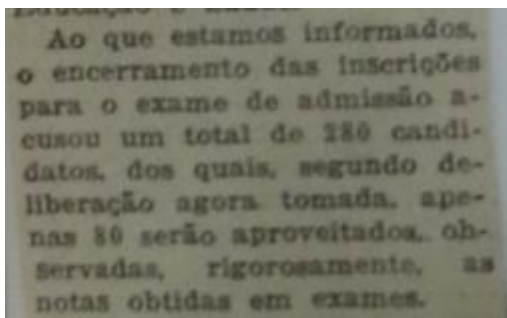 Ao que estamos informados,
o encerramento das inscrições
para o exame de admissão a-
cusou um total de 280 candi-
datos, dos quais, segundo de-
liberação agora tomada, ape-
nas 80 serão aproveitados, ob-
servadas, rigorosamente, as
notas obtidas em exames.